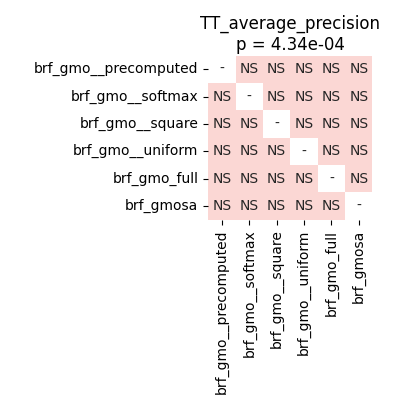 TT_average_precision
p = 4.34e-04
brf_gmo__precomputed - NS NS NS NS NS
brf_gmo__softmax NS - NS NS NS NS
brf_gmo__square NS NS - NS NS NS
brf_gmo__uniform NS NS NS - NS NS
brf_gmo_full NS NS NS NS - NS
brf_gmosa NS NS NS NS NS -
brf_gmo__precomputed
brf_gmo__softmax
brf_gmo__square
brf_gmo__uniform
brf_gmo_full
brf_gmosa